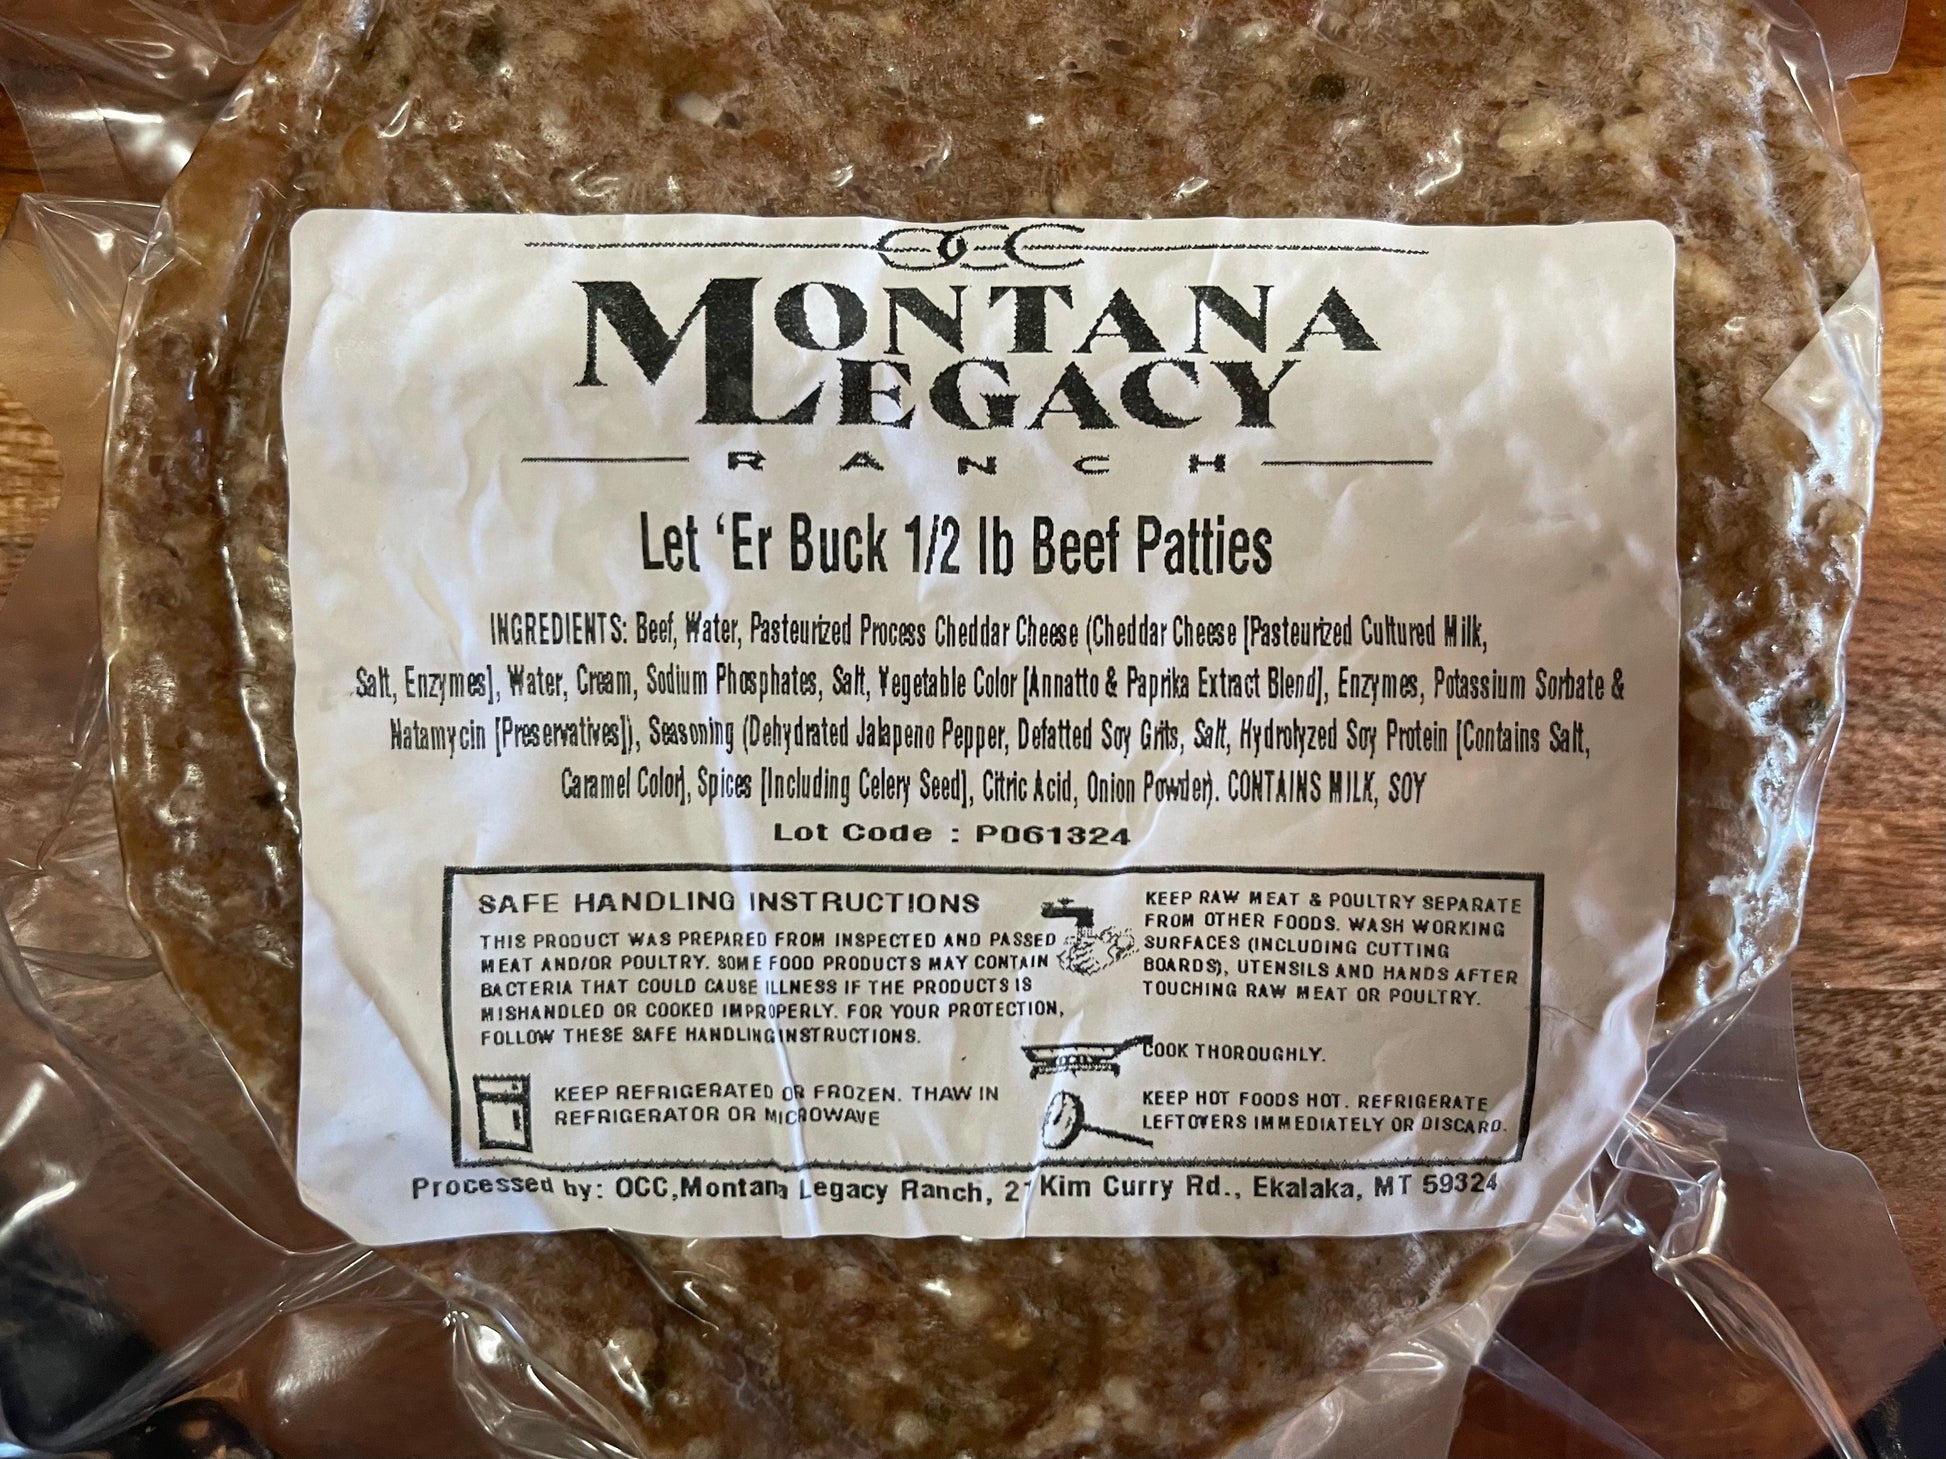 OCC
MONTANA
LEGACY
RANCH
Let ‘Er Buck 1/2 lb Beef Patties
INGREDIENTS: Beef, Water, Pasteurized Process Cheddar Cheese (Cheddar Cheese [Pasteurized Cultured Milk,
Salt, Enzymes], Water, Cream, Sodium Phosphates, Salt, Vegetable Color [Annatto & Paprika Extract Blend], Enzymes, Potassium Sorbate &
Natamycin [Preservatives]), Seasoning (Dehydrated Jalapeno Pepper, Defatted Soy Grits, Salt, Hydrolyzed Soy Protein [Contains Salt,
Caramel Color], Spices [Including Celery Seed], Citric Acid, Onion Powder). CONTAINS MILK, SOY
Lot Code : P061324
SAFE HANDLING INSTRUCTIONS
THIS PRODUCT WAS PREPARED FROM INSPECTED AND PASSED
MEAT AND/OR POULTRY. SOME FOOD PRODUCTS MAY CONTAIN
BACTERIA THAT COULD CAUSE ILLNESS IF THE PRODUCTS IS
MISHANDLED OR COOKED IMPROPERLY. FOR YOUR PROTECTION,
FOLLOW THESE SAFE HANDLING INSTRUCTIONS.
KEEP REFRIGERATED OR FROZEN. THAW IN
REFRIGERATOR OR MICROWAVE
KEEP RAW MEAT & POULTRY SEPARATE
FROM OTHER FOODS. WASH WORKING
SURFACES (INCLUDING CUTTING
BOARDS), UTENSILS AND HANDS AFTER
TOUCHING RAW MEAT OR POULTRY.
COOK THOROUGHLY.
KEEP HOT FOODS HOT. REFRIGERATE
LEFTOVERS IMMEDIATELY OR DISCARD.
Processed by: OCC,Montana Legacy Ranch, Kim Curry Rd., Ekalaka, MT 59324